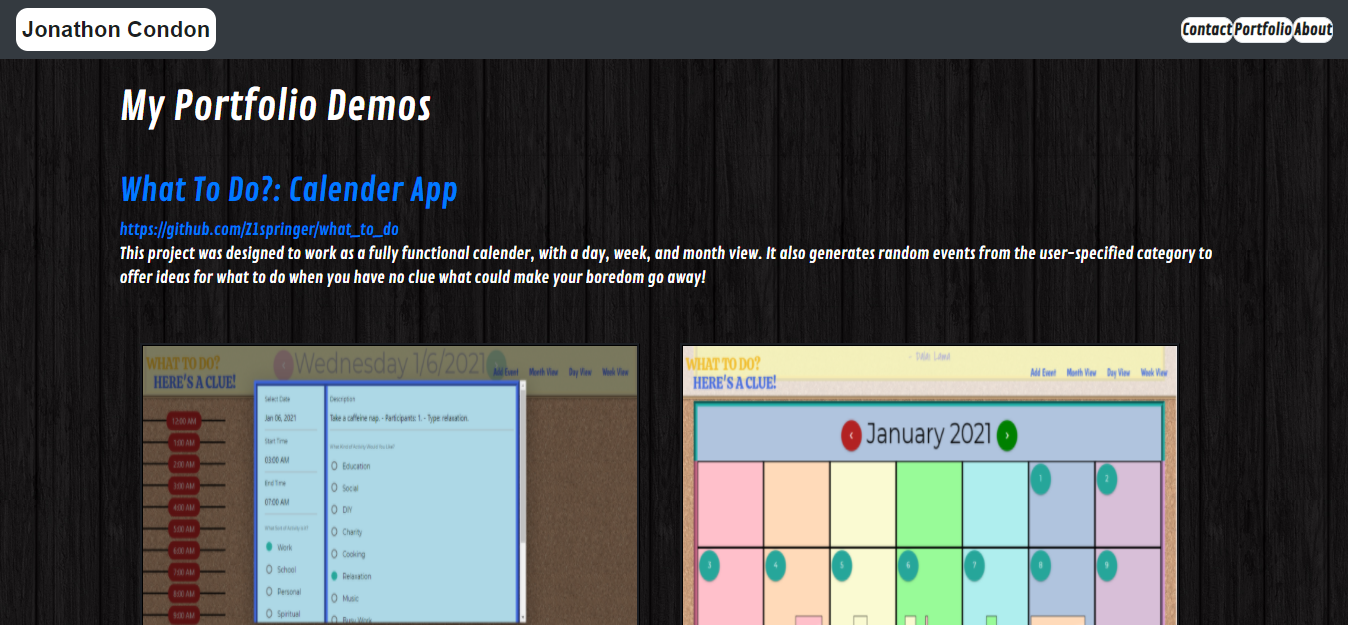 Jonathon Condon
Contact Portfolio About
My Portfolio Demos
What To Do?: Calender App
https://github.com/Z1springer/what_to_do
This project was designed to work as a fully functional calender, with a day, week, and month view. It also generates random events from the user-specified category to
offer ideas for what to do when you have no clue what could make your boredom go away!
WHAT TO DO?
HERE'S A CLUE!
‹ Wednesday 1/6/2021 ›
Add Event Month View Day View Week View
12:00 AM
1:00 AM
2:00 AM
3:00 AM
4:00 AM
5:00 AM
6:00 AM
7:00 AM
8:00 AM
9:00 AM
Select Date
Jan 06, 2021
Start Time
03:00 AM
End Time
07:00 AM
Work
School
Personal
Spiritual
Description
Take a caffeine nap. - Participants: 1. - Type: relaxation.
Education
Social
DIY
Charity
Cooking
Relaxation
Music
Busy Work
WHAT TO DO?
HERE'S A CLUE!
Add Event Month View Day View Week View
‹ January 2021 ›
1 2
3 4 5 6 7 8 9